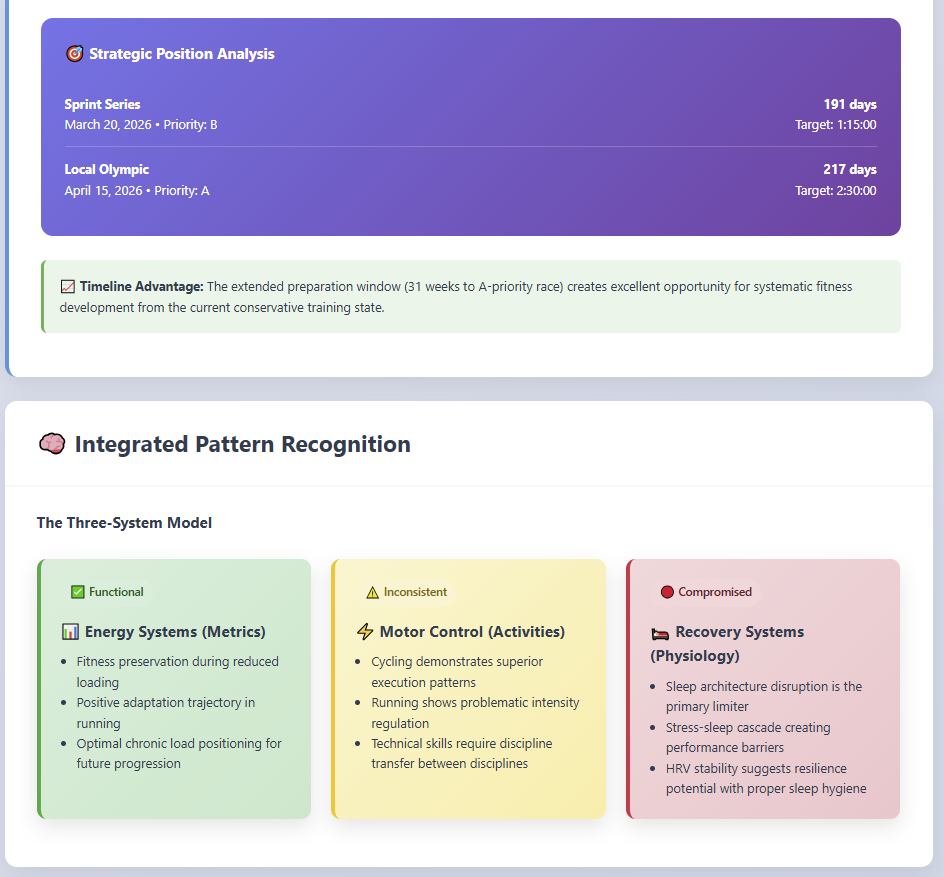 Strategic Position Analysis
Sprint Series
191 days
March 20, 2026 • Priority: B
Target: 1:15:00
Local Olympic
217 days
April 15, 2026 • Priority: A
Target: 2:30:00
Timeline Advantage: The extended preparation window (31 weeks to A-priority race) creates excellent opportunity for systematic fitness
development from the current conservative training state.
Integrated Pattern Recognition
The Three-System Model
Functional
Energy Systems (Metrics)
• Fitness preservation during reduced
loading
• Positive adaptation trajectory in
running
• Optimal chronic load positioning for
future progression
Inconsistent
Motor Control (Activities)
• Cycling demonstrates superior
execution patterns
• Running shows problematic intensity
regulation
• Technical skills require discipline
transfer between disciplines
Compromised
Recovery Systems
(Physiology)
• Sleep architecture disruption is the
primary limiter
• Stress-sleep cascade creating
performance barriers
• HRV stability suggests resilience
potential with proper sleep hygiene